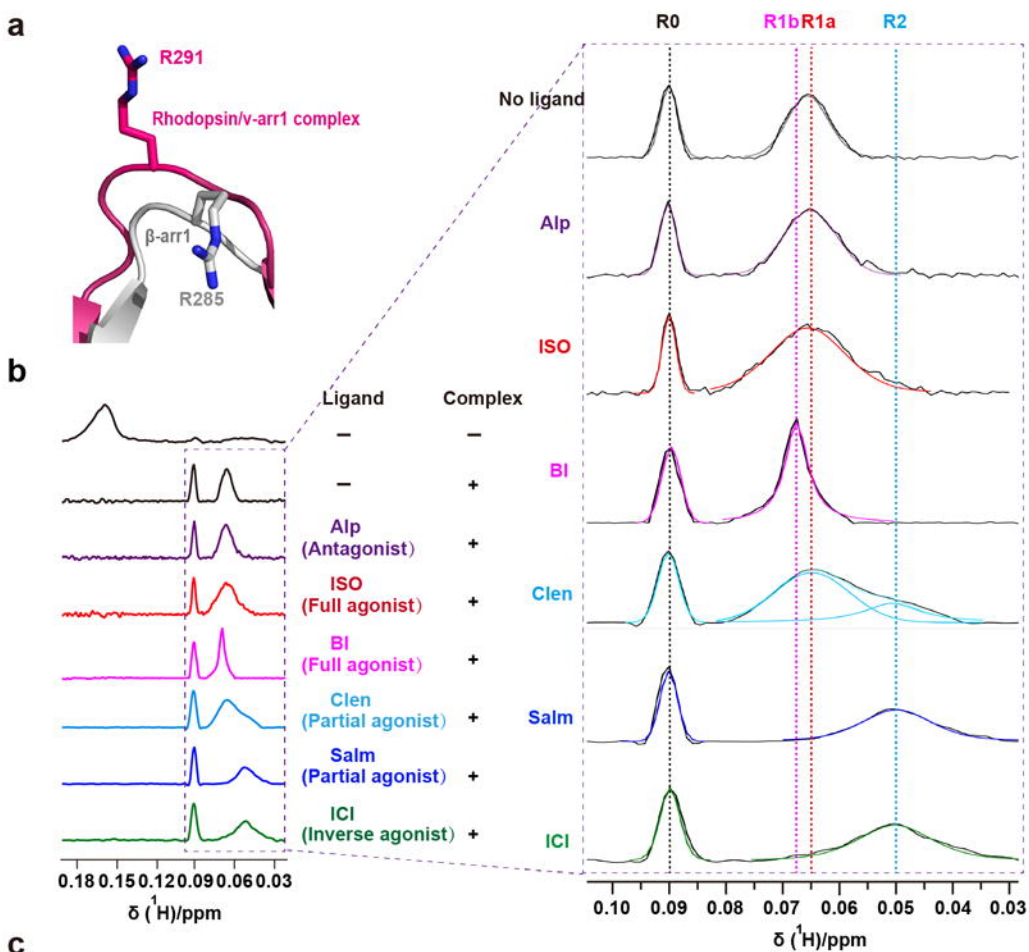 a
R291
Rhodopsin/v-arr1 complex
β-arr1
R285
b
Ligand Complex
− −
− +
Alp
(Antagonist) +
ISO
(Full agonist) +
BI
(Full agonist) +
Clen
(Partial agonist) +
Salm
(Partial agonist) +
ICI
(Inverse agonist) +
0.18 0.15 0.12 0.09 0.06 0.03
δ (¹H)/ppm
R0 R1b R1a R2
No ligand
Alp
ISO
BI
Clen
Salm
ICI
0.10 0.09 0.08 0.07 0.06 0.05 0.04 0.03
δ (¹H)/ppm
c